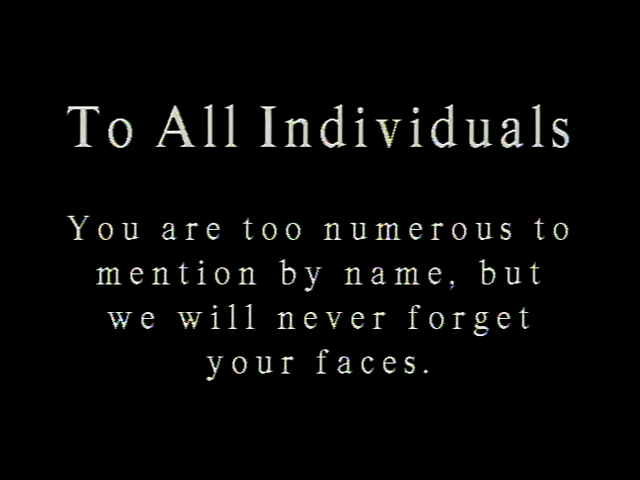 To All Individuals
You are too numerous to
mention by name, but
we will never forget
your faces.